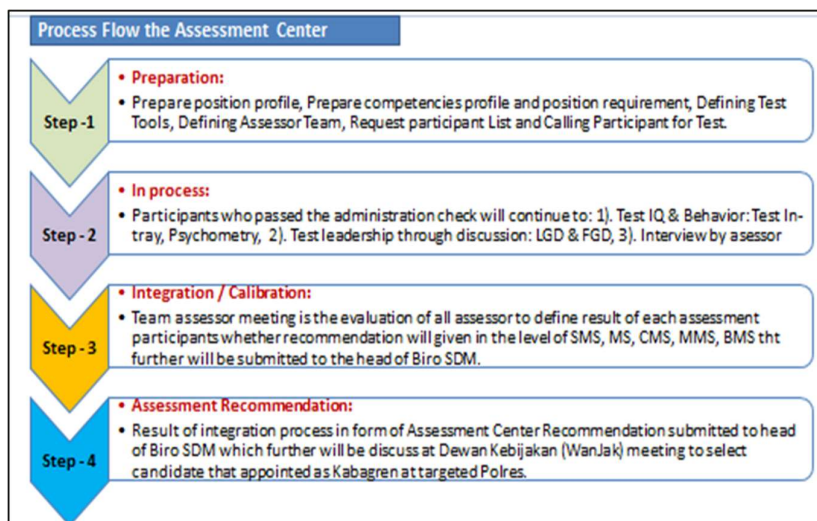 Process Flow the Assessment Center
Step -1
• Preparation:
• Prepare position profile, Prepare competencies profile and position requirement, Defining Test
Tools, Defining Assessor Team, Request participant List and Calling Participant for Test.
Step - 2
• In process:
• Participants who passed the administration check will continue to: 1). Test IQ & Behavior: Test In-
tray, Psychometry, 2). Test leadership through discussion: LGD & FGD, 3). Interview by asessor
Step - 3
• Integration / Calibration:
• Team assessor meeting is the evaluation of all assessor to define result of each assessment
participants whether recommendation will given in the level of SMS, MS, CMS, MMS, BMS tht
further will be submitted to the head of Biro SDM.
Step - 4
• Assessment Recommendation:
• Result of integration process in form of Assessment Center Recommendation submitted to head
of Biro SDM which further will be discuss at Dewan Kebijakan (WanJak) meeting to select
candidate that appointed as Kabagren at targeted Polres.